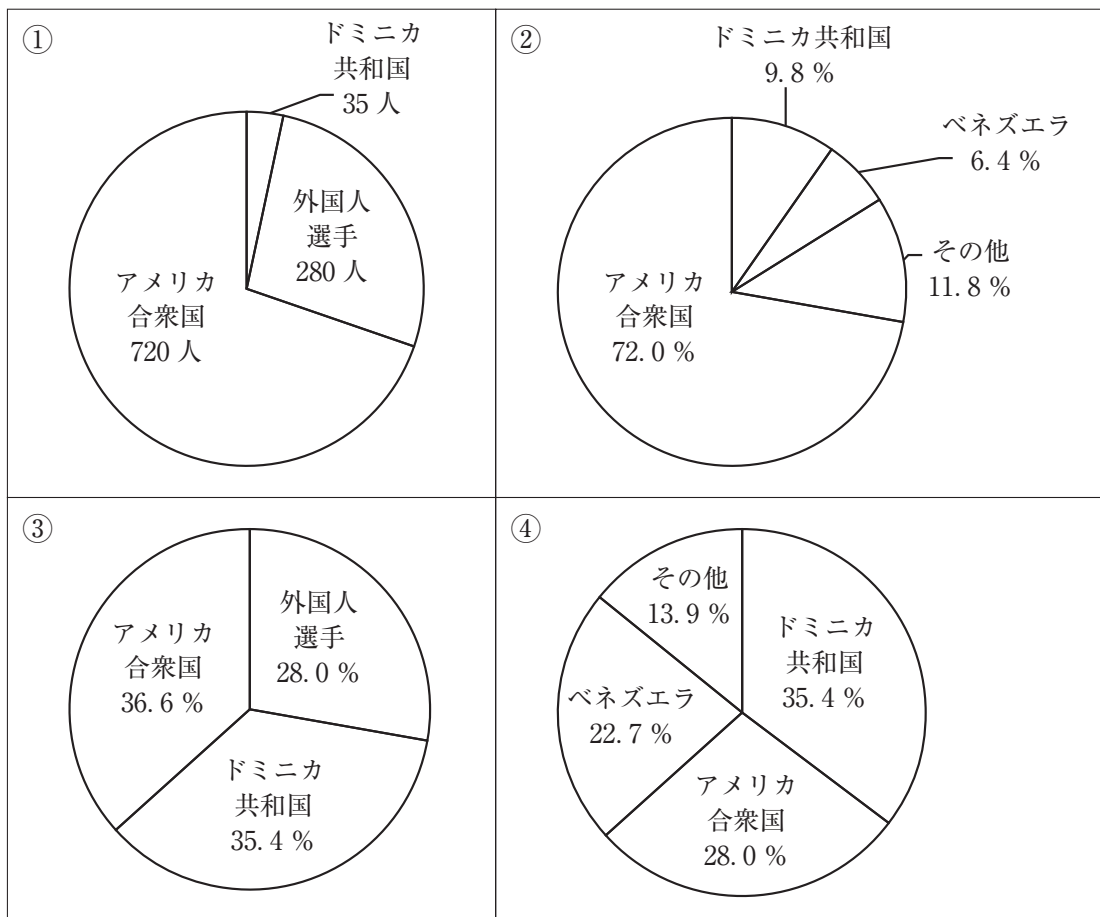 ①
ドミニカ
共和国
35 人
外国人
選手
280 人
アメリカ
合衆国
720 人
②
ドミニカ共和国
9.8 %
ベネズエラ
6.4 %
その他
11.8 %
アメリカ
合衆国
72.0 %
③
外国人
選手
28.0 %
アメリカ
合衆国
36.6 %
ドミニカ
共和国
35.4 %
④
その他
13.9 %
ドミニカ
共和国
35.4 %
ベネズエラ
22.7 %
アメリカ
合衆国
28.0 %